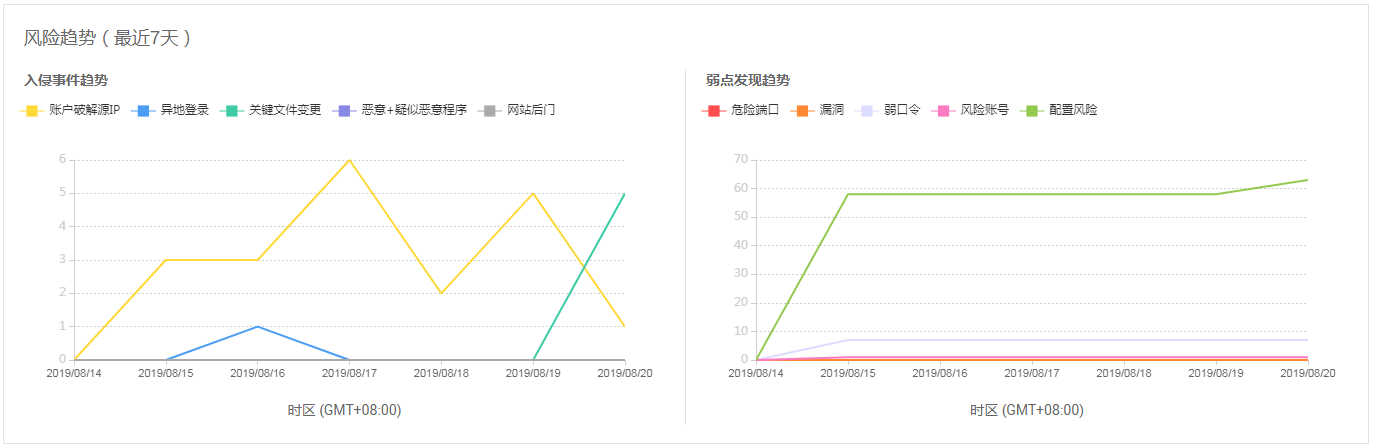 风险趋势（最近7天）
入侵事件趋势
账户破解源IP 异地登录 关键文件变更 恶意+疑似恶意程序 网站后门
6
5
4
3
2
1
0
2019/08/14 2019/08/15 2019/08/16 2019/08/17 2019/08/18 2019/08/19 2019/08/20
时区 (GMT+08:00)
弱点发现趋势
危险端口 漏洞 弱口令 风险账号 配置风险
70
60
50
40
30
20
10
0
2019/08/14 2019/08/15 2019/08/16 2019/08/17 2019/08/18 2019/08/19 2019/08/20
时区 (GMT+08:00)